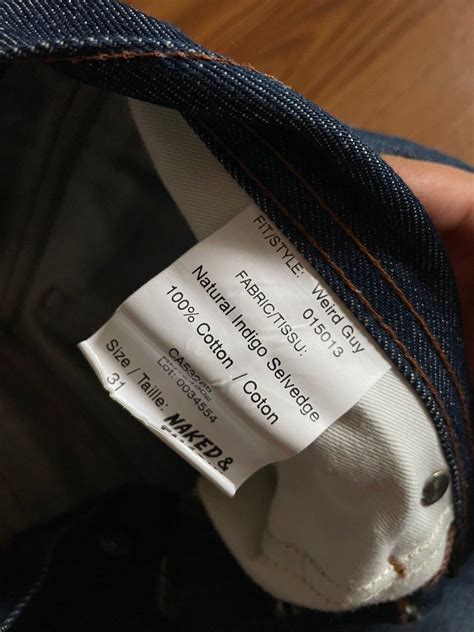 FIT/STYLE: Weird Guy
015013
FABRIC/TISSU:
Natural Indigo Selvedge
100% Cotton / Coton
Lot: 0034554
Size / Taille:
31
NAKED &